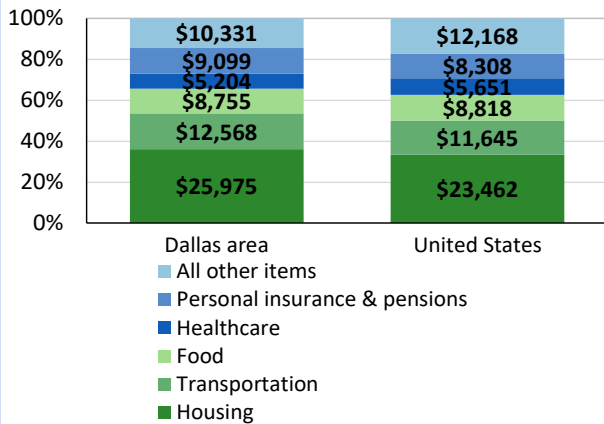 100%
80%
60%
40%
20%
0%
$10,331
$9,099
$5,204
$8,755
$12,568
$25,975
$12,168
$8,308
$5,651
$8,818
$11,645
$23,462
Dallas area
United States
All other items
Personal insurance & pensions
Healthcare
Food
Transportation
Housing